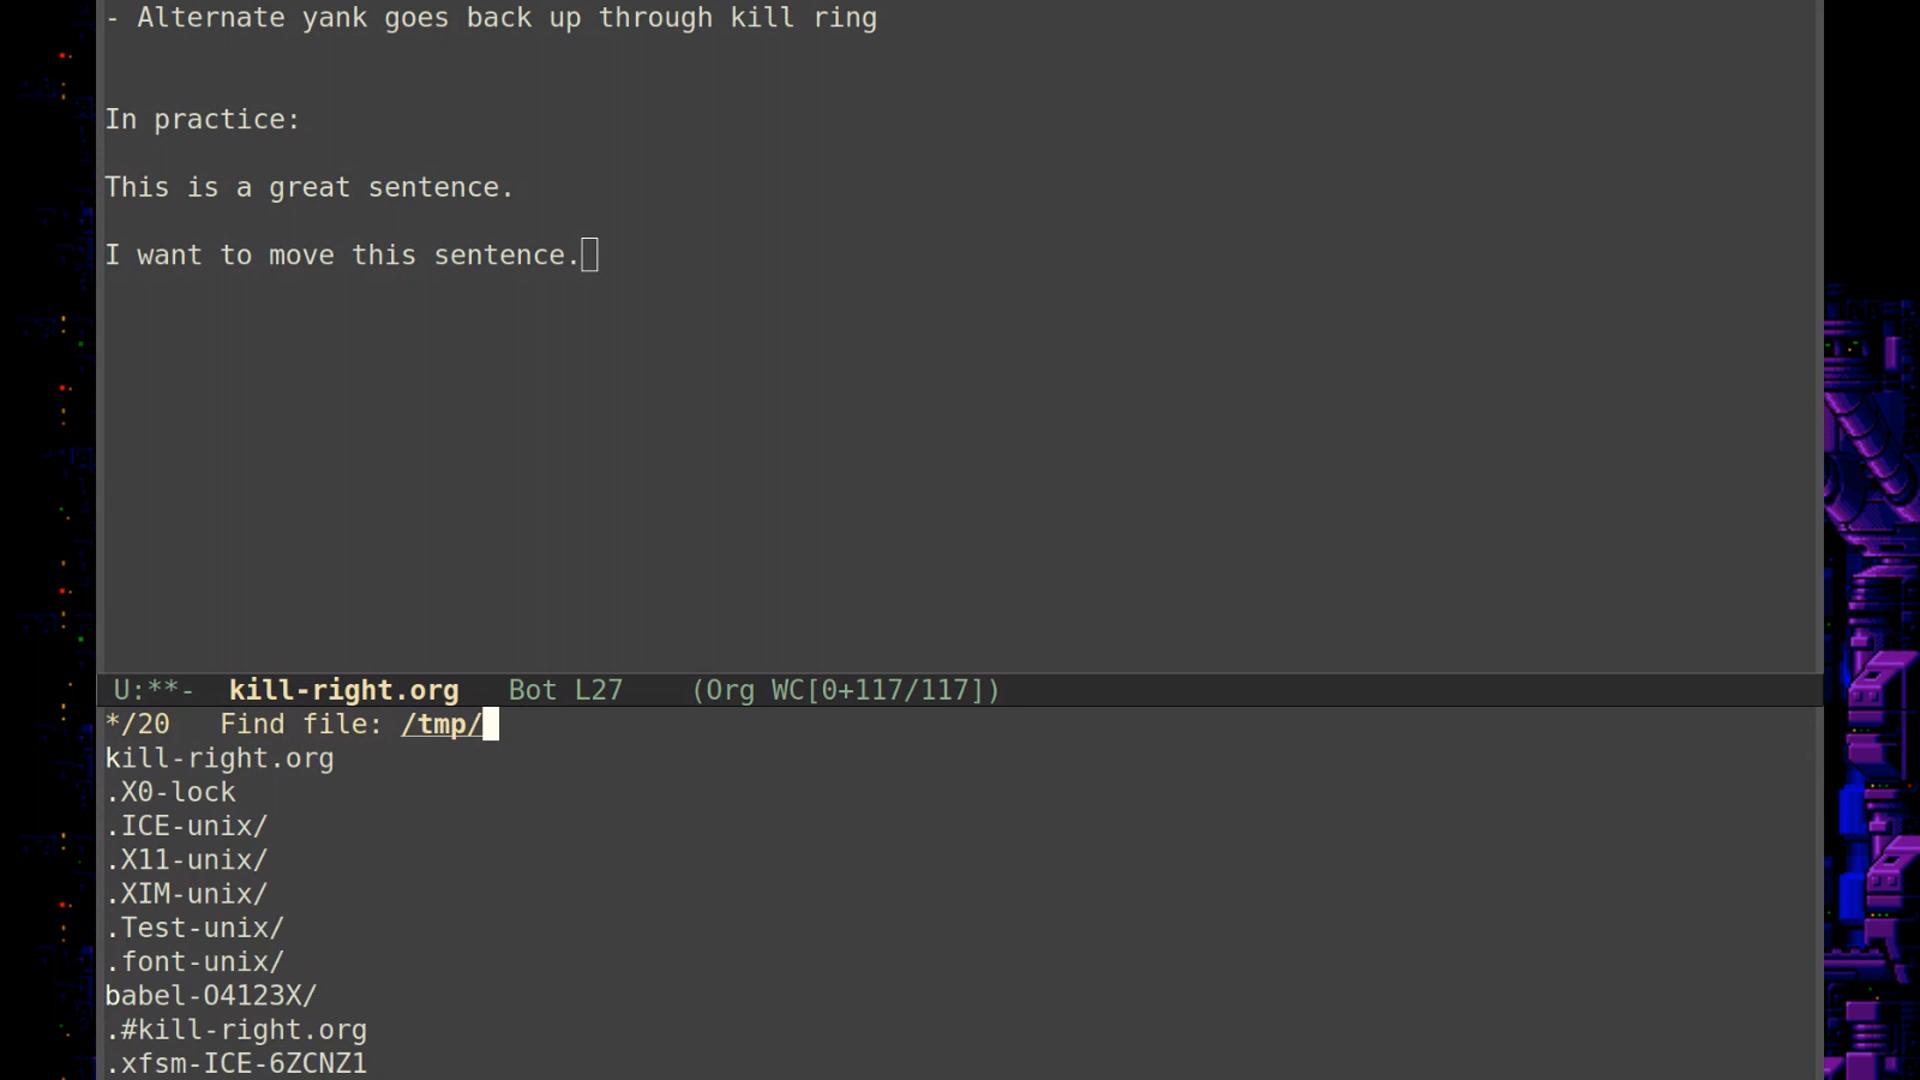 - Alternate yank goes back up through kill ring
In practice:
This is a great sentence.
I want to move this sentence.
U:**-  kill-right.org   Bot L27    (Org WC[0+117/117])
*/20   Find file: /tmp/
kill-right.org
.X0-lock
.ICE-unix/
.X11-unix/
.XIM-unix/
.Test-unix/
.font-unix/
babel-O4123X/
.#kill-right.org
.xfsm-ICE-6ZCNZ1